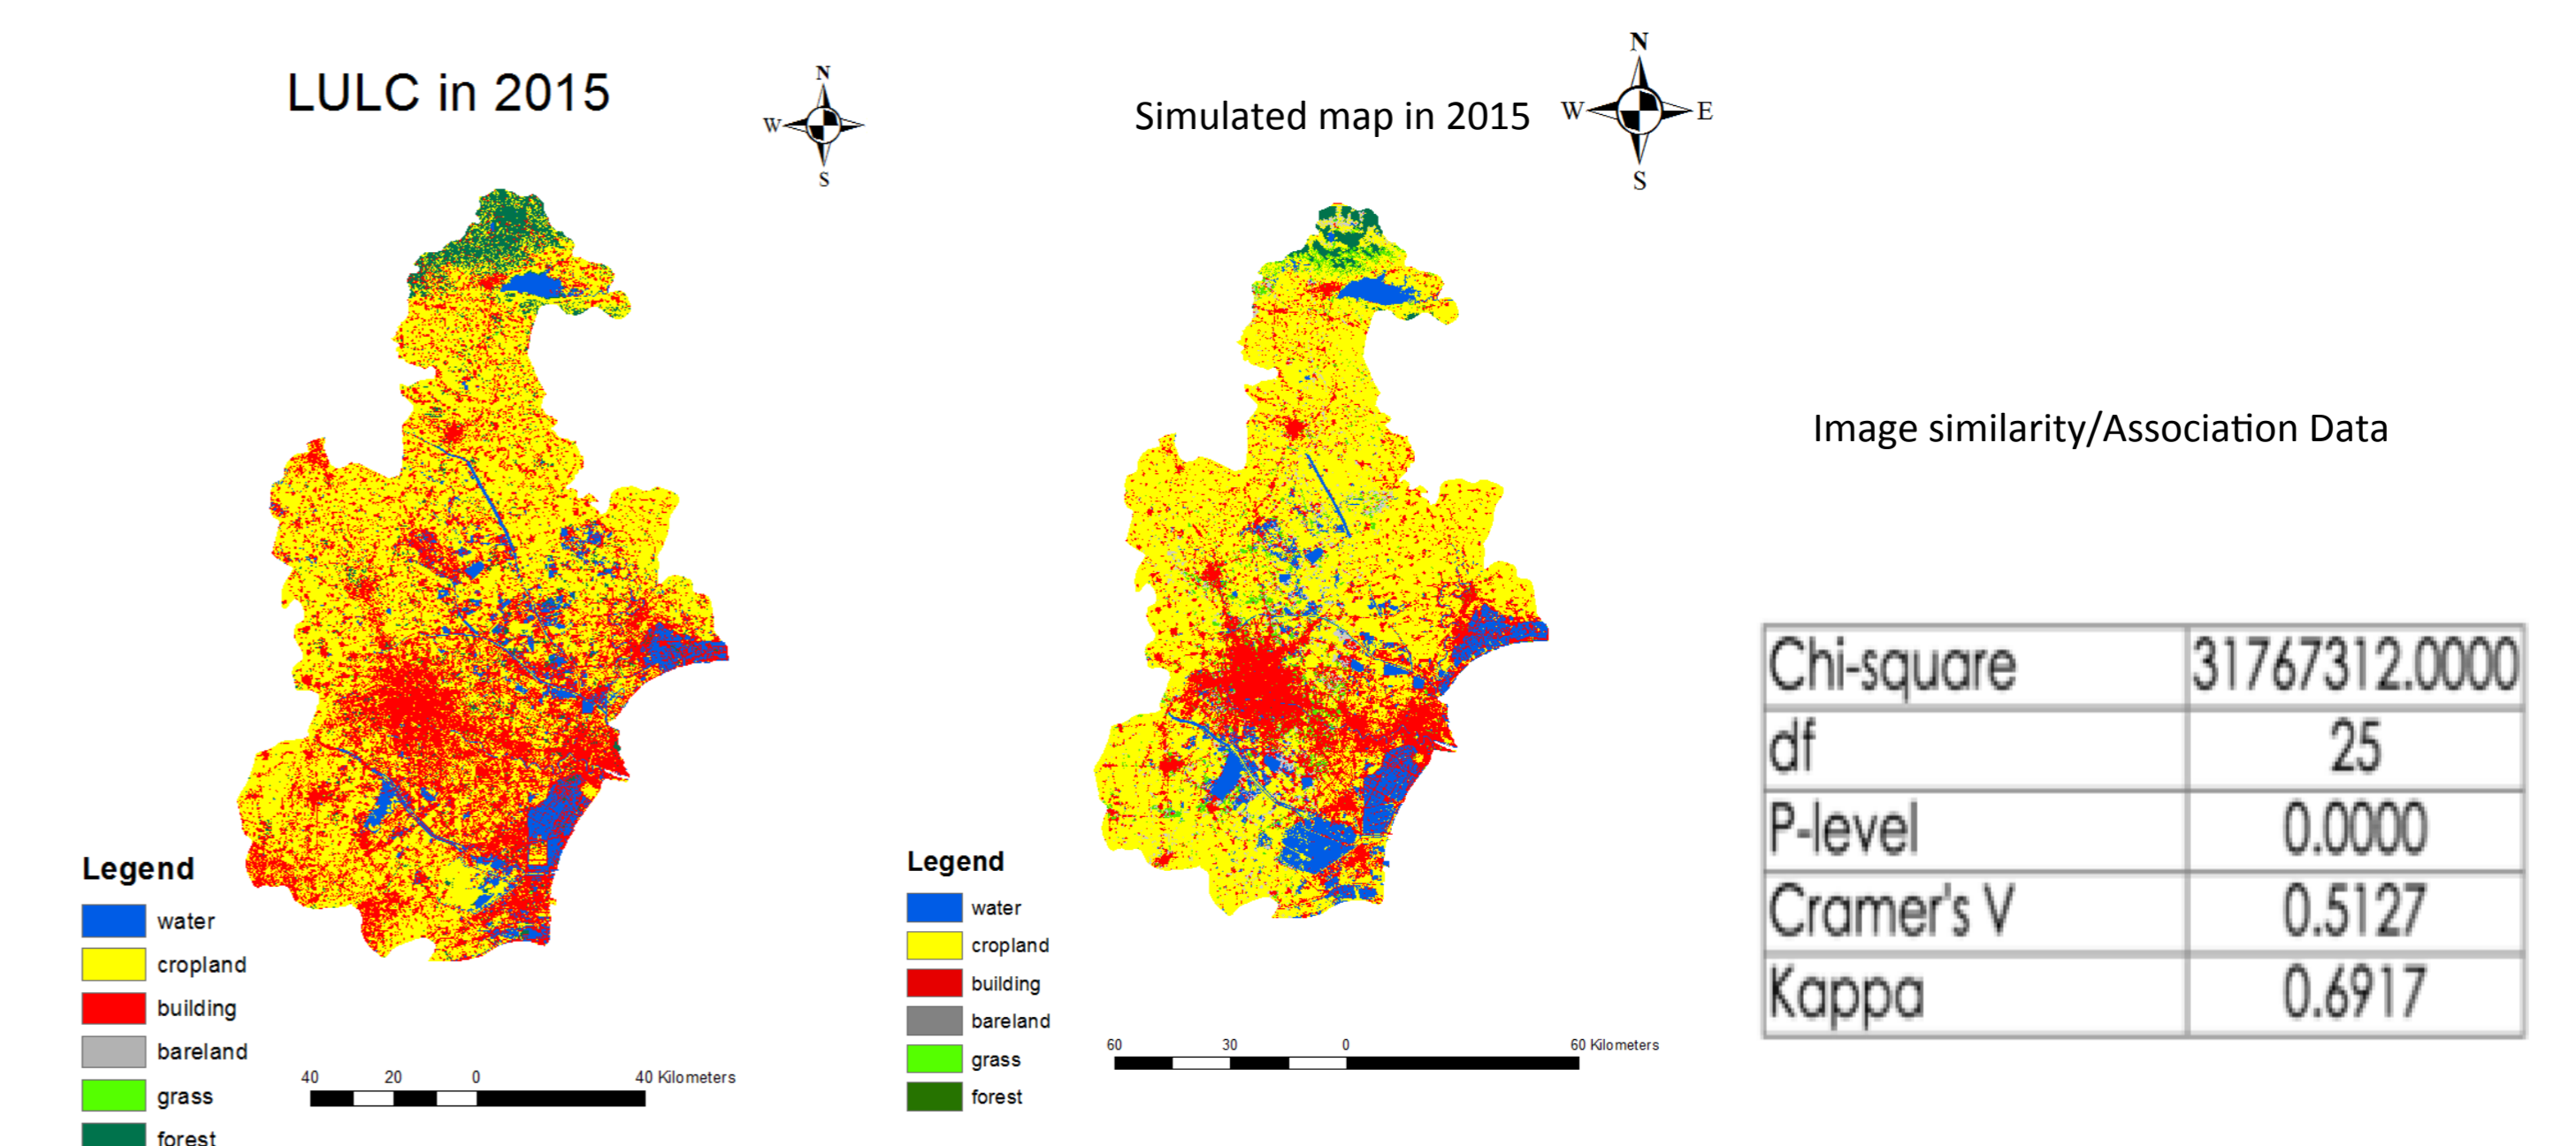 LULC in 2015
N
W
S
Legend
water
cropland
building
bareland
grass
forest
40 20 0 40 Kilometers
Simulated map in 2015
N
W E
S
Legend
water
cropland
building
bareland
grass
forest
60 30 0 60 Kilometers
Image similarity/Association Data
Chi-square 31767312.0000
df 25
P-level 0.0000
Cramer's V 0.5127
Kappa 0.6917